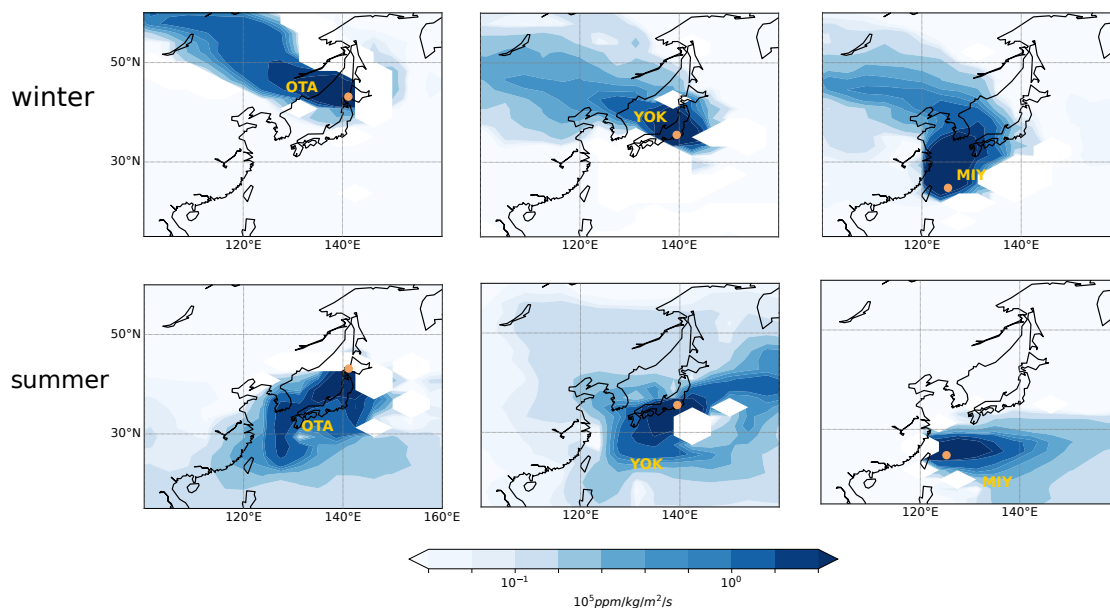 50°N
OTA
YOK
MIY
winter
30°N
120°E 140°E 120°E 140°E 120°E 140°E
50°N
summer
OTA
30°N
YOK
MIY
120°E 140°E 160°E 120°E 140°E 120°E 140°E
10⁻¹ 10⁰
10⁵ppm/kg/m²/s